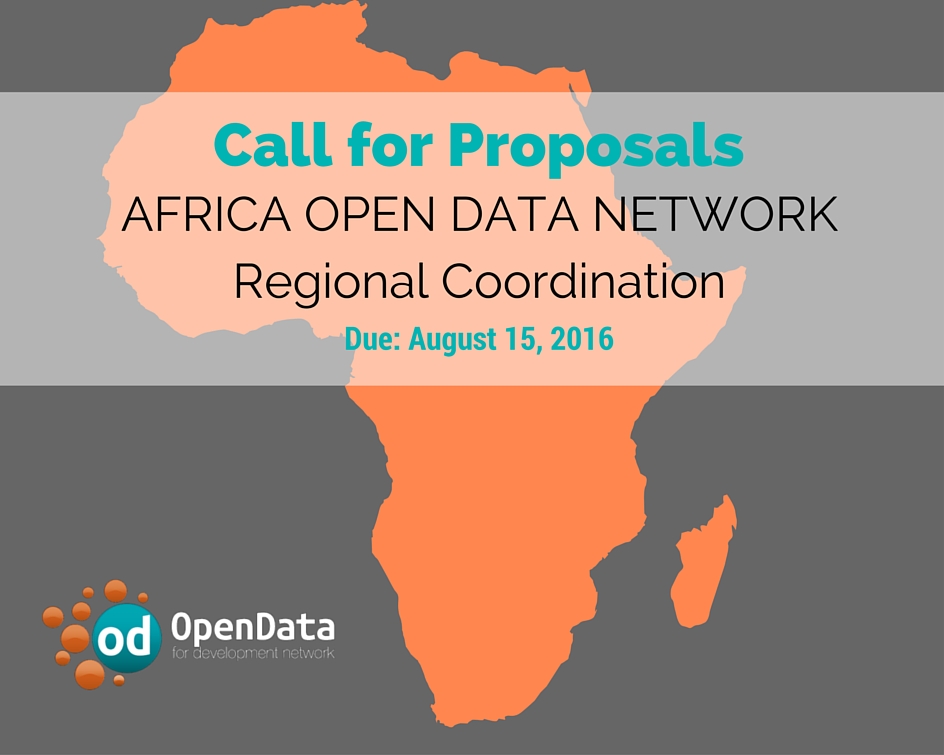 Call for Proposals
AFRICA OPEN DATA NETWORK
Regional Coordination
Due: August 15, 2016
od OpenData
for development network